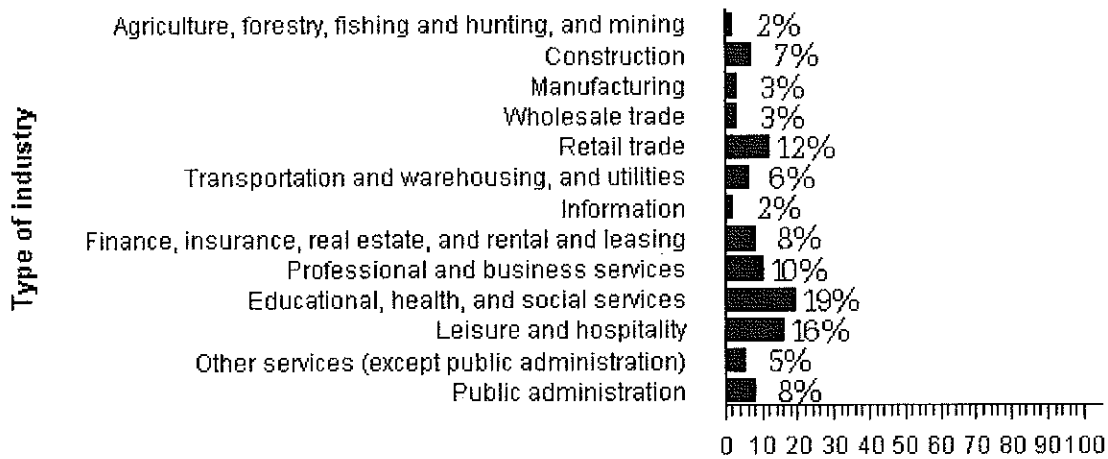 Type of industry
Agriculture, forestry, fishing and hunting, and mining 2%
Construction 7%
Manufacturing 3%
Wholesale trade 3%
Retail trade 12%
Transportation and warehousing, and utilities 6%
Information 2%
Finance, insurance, real estate, and rental and leasing 8%
Professional and business services 10%
Educational, health, and social services 19%
Leisure and hospitality 16%
Other services (except public administration) 5%
Public administration 8%
0 10 20 30 40 50 60 70 80 90 100